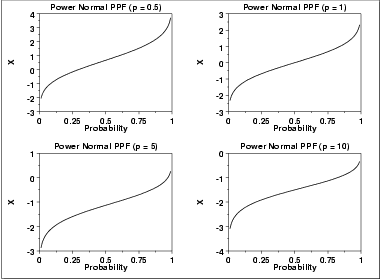 Power Normal PPF (p = 0.5)
4
3
2
1
0
-1
-2
-3
X
0 0.25 0.5 0.75 1
Probability
Power Normal PPF (p = 1)
3
2
1
0
-1
-2
-3
X
0 0.25 0.5 0.75 1
Probability
Power Normal PPF (p = 5)
1
0
-1
-2
-3
X
0 0.25 0.5 0.75 1
Probability
Power Normal PPF (p = 10)
0
-1
-2
-3
-4
X
0 0.25 0.5 0.75 1
Probability